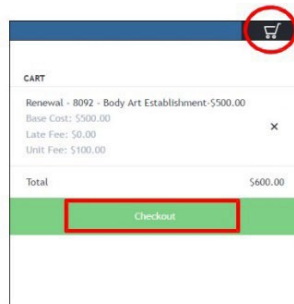 CART
Renewal - 8092 - Body Art Establishment-$500.00
Base Cost: $500.00
Late Fee: $0.00
Unit Fee: $100.00
Total $600.00
Checkout